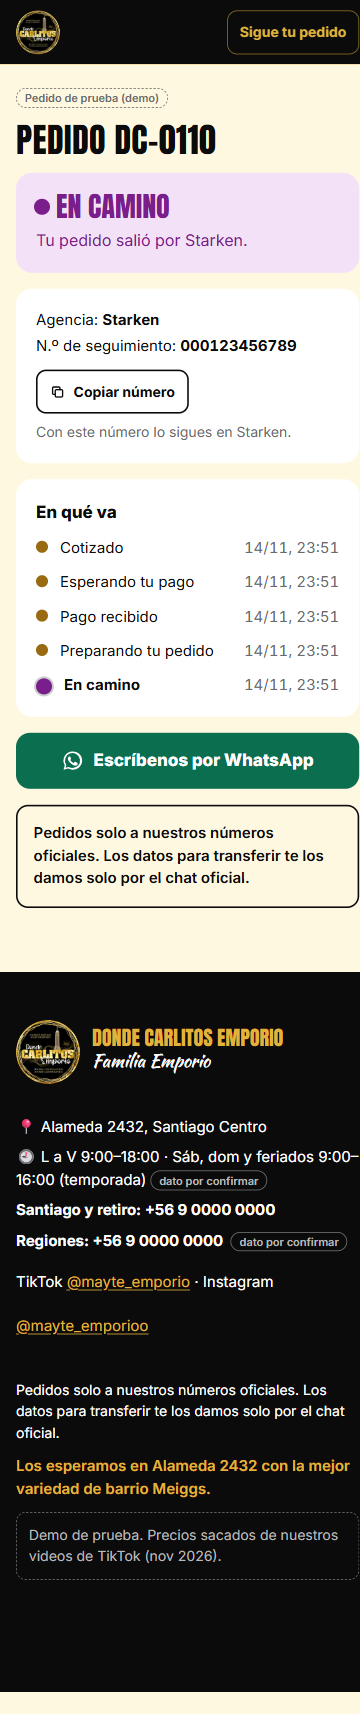 Donde
CARLITOS
Emporio
Sigue tu pedido
Pedido de prueba (demo)
PEDIDO DC-0110
EN CAMINO
Tu pedido salió por Starken.
Agencia: Starken
N.º de seguimiento: 000123456789
Copiar número
Con este número lo sigues en Starken.
En qué va
Cotizado 14/11, 23:51
Esperando tu pago 14/11, 23:51
Pago recibido 14/11, 23:51
Preparando tu pedido 14/11, 23:51
En camino 14/11, 23:51
Escríbenos por WhatsApp
Pedidos solo a nuestros números
oficiales. Los datos para transferir te los
damos solo por el chat oficial.
Donde
CARLITOS
Emporio
DONDE CARLITOS EMPORIO
Familia Emporio
Alameda 2432, Santiago Centro
L a V 9:00–18:00 · Sáb, dom y feriados 9:00–
16:00 (temporada) dato por confirmar
Santiago y retiro: +56 9 0000 0000
Regiones: +56 9 0000 0000 dato por confirmar
TikTok @mayte_emporio · Instagram
@mayte_emporioo
Pedidos solo a nuestros números oficiales. Los
datos para transferir te los damos solo por el chat
oficial.
Los esperamos en Alameda 2432 con la mejor
variedad de barrio Meiggs.
Demo de prueba. Precios sacados de nuestros
videos de TikTok (nov 2026).